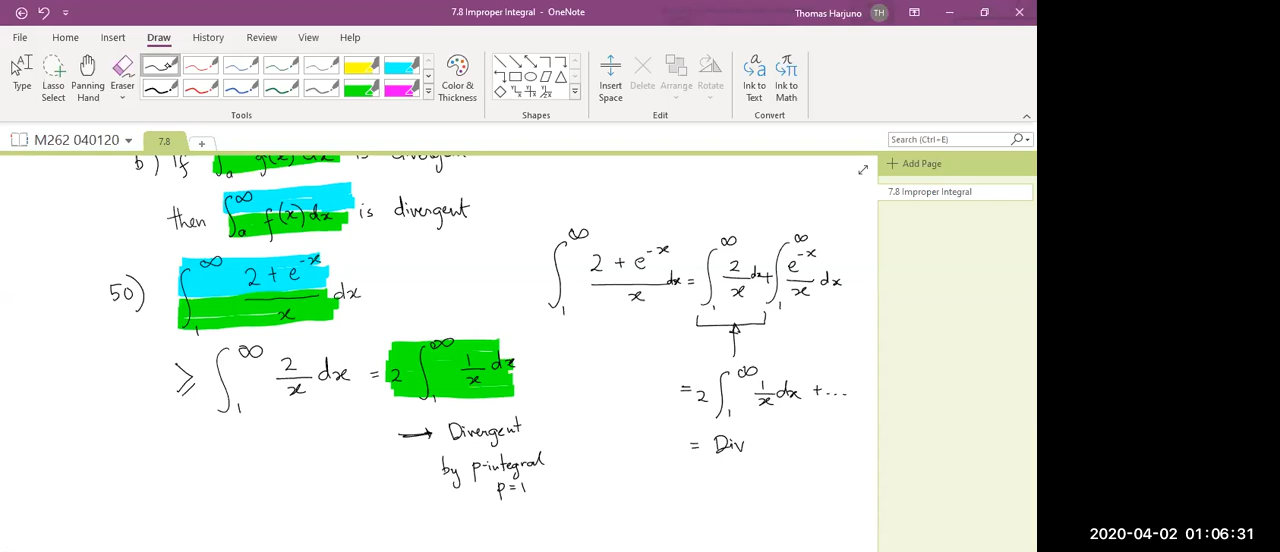 7.8 Improper Integral - OneNote
Thomas Harjuno
TH
File Home Insert Draw History Review View Help
Type
Lasso Select
Panning Hand
Eraser
Color & Thickness
Insert Space
Delete
Arrange
Rotate
Ink to Text
Ink to Math
Tools
Shapes
Edit
Convert
M262 040120
7.8
Search (Ctrl+E)
Add Page
7.8 Improper Integral
b) If ∫ₐ g(x) dx is divergent
then ∫ₐ^∞ f(x) dx is divergent
50) ∫₁^∞ (2 + e^-x)/x dx
≥ ∫₁^∞ 2/x dx = 2 ∫₁^∞ 1/x dx
→ Divergent
by p-integral
p=1
∫₁^∞ (2 + e^-x)/x dx = ∫₁^∞ 2/x dx + ∫₁^∞ e^-x/x dx
= 2 ∫₁^∞ 1/x dx + ...
= Div
2020-04-02 01:06:31